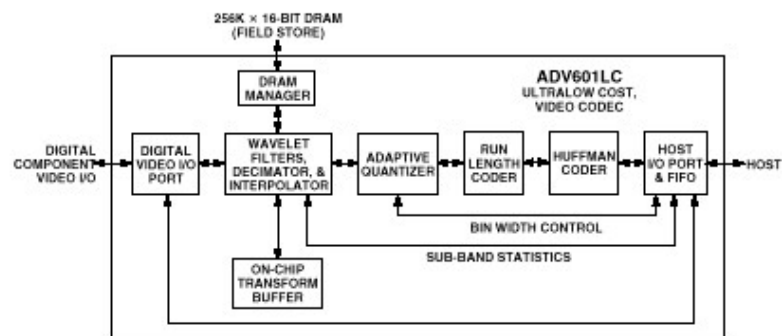 256K × 16-BIT DRAM
(FIELD STORE)
ADV601LC
ULTRALOW COST,
VIDEO CODEC
DRAM
MANAGER
DIGITAL
COMPONENT
VIDEO I/O
DIGITAL
VIDEO I/O
PORT
WAVELET
FILTERS,
DECIMATOR, &
INTERPOLATOR
ADAPTIVE
QUANTIZER
RUN
LENGTH
CODER
HUFFMAN
CODER
HOST
I/O PORT
& FIFO
HOST
BIN WIDTH CONTROL
SUB-BAND STATISTICS
ON-CHIP
TRANSFORM
BUFFER